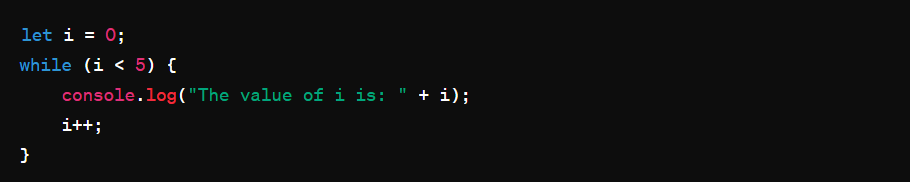 let i = 0;
while (i < 5) {
    console.log("The value of i is: " + i);
    i++;
}